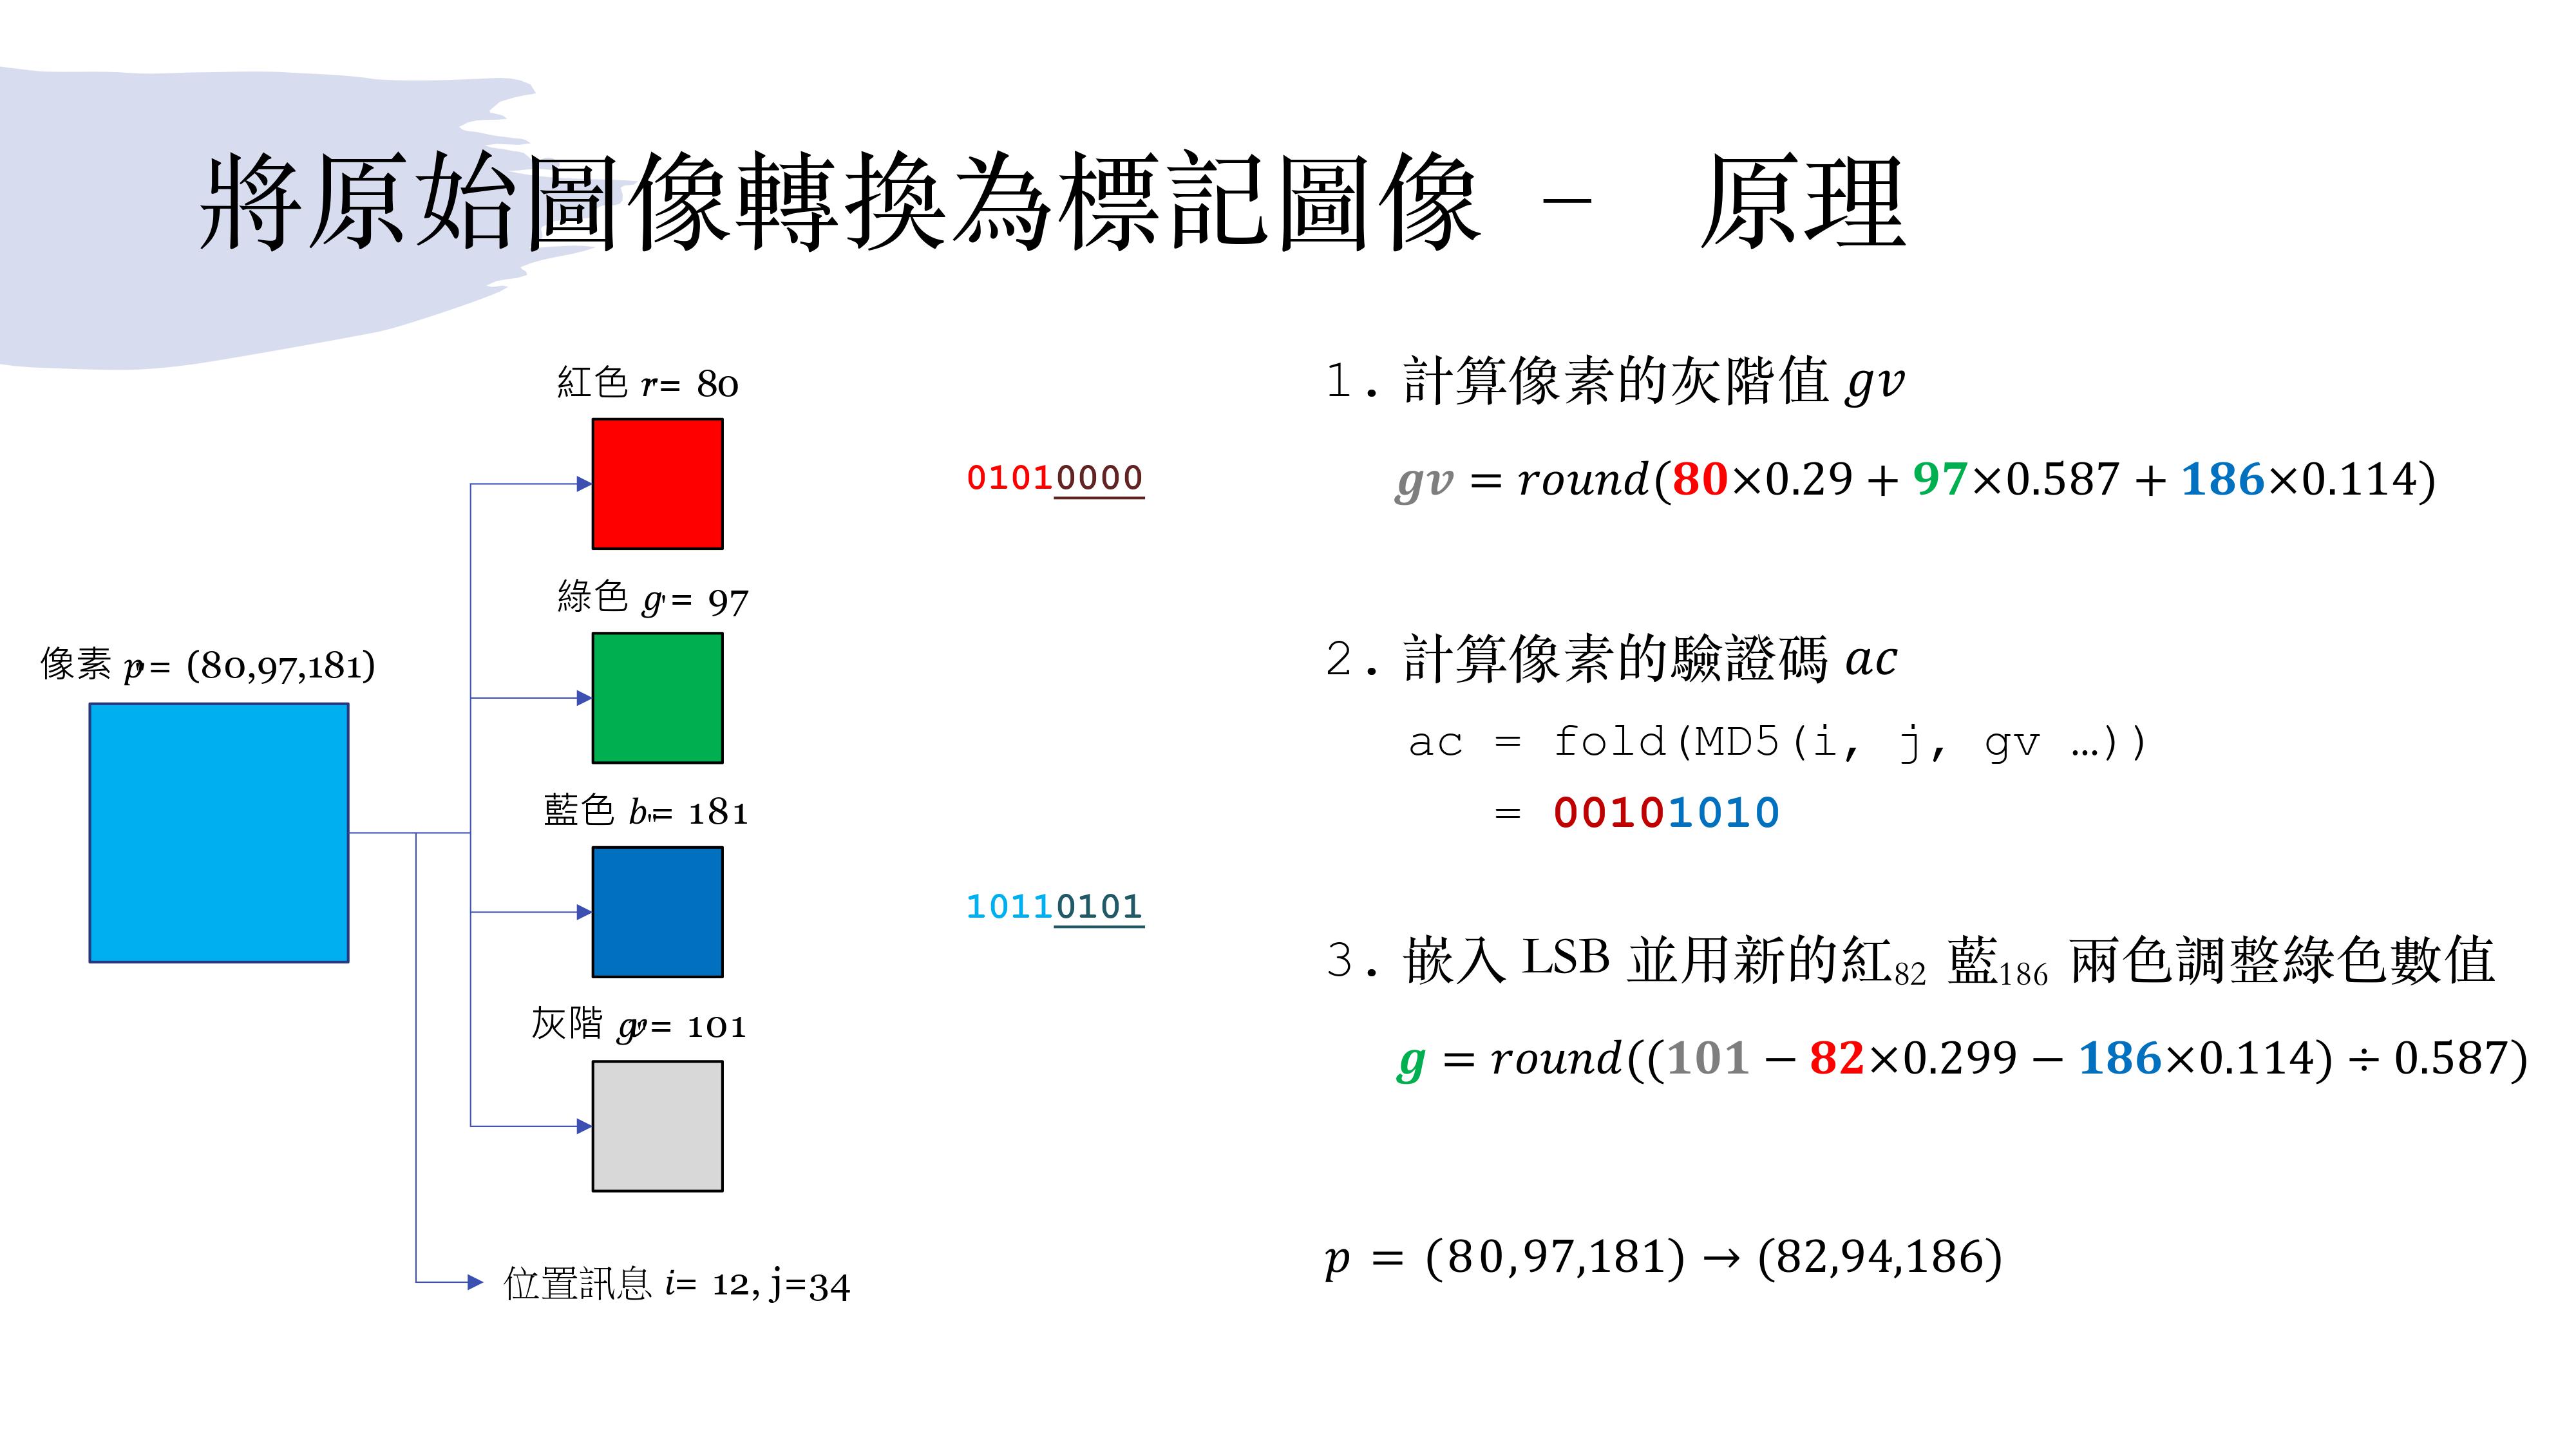 將原始圖像轉換為標記圖像 – 原理
紅色 r= 80
01010000
綠色 g= 97
像素 p= (80,97,181)
藍色 b= 181
10110101
灰階 gv= 101
位置訊息 i= 12, j=34
1. 計算像素的灰階值 gv
gv = round(80×0.29 + 97×0.587 + 186×0.114)
2. 計算像素的驗證碼 ac
ac = fold(MD5(i, j, gv …))
= 00101010
3. 嵌入 LSB 並用新的紅82 藍186 兩色調整綠色數值
g = round((101 − 82×0.299 − 186×0.114) ÷ 0.587)
p = (80,97,181) → (82,94,186)